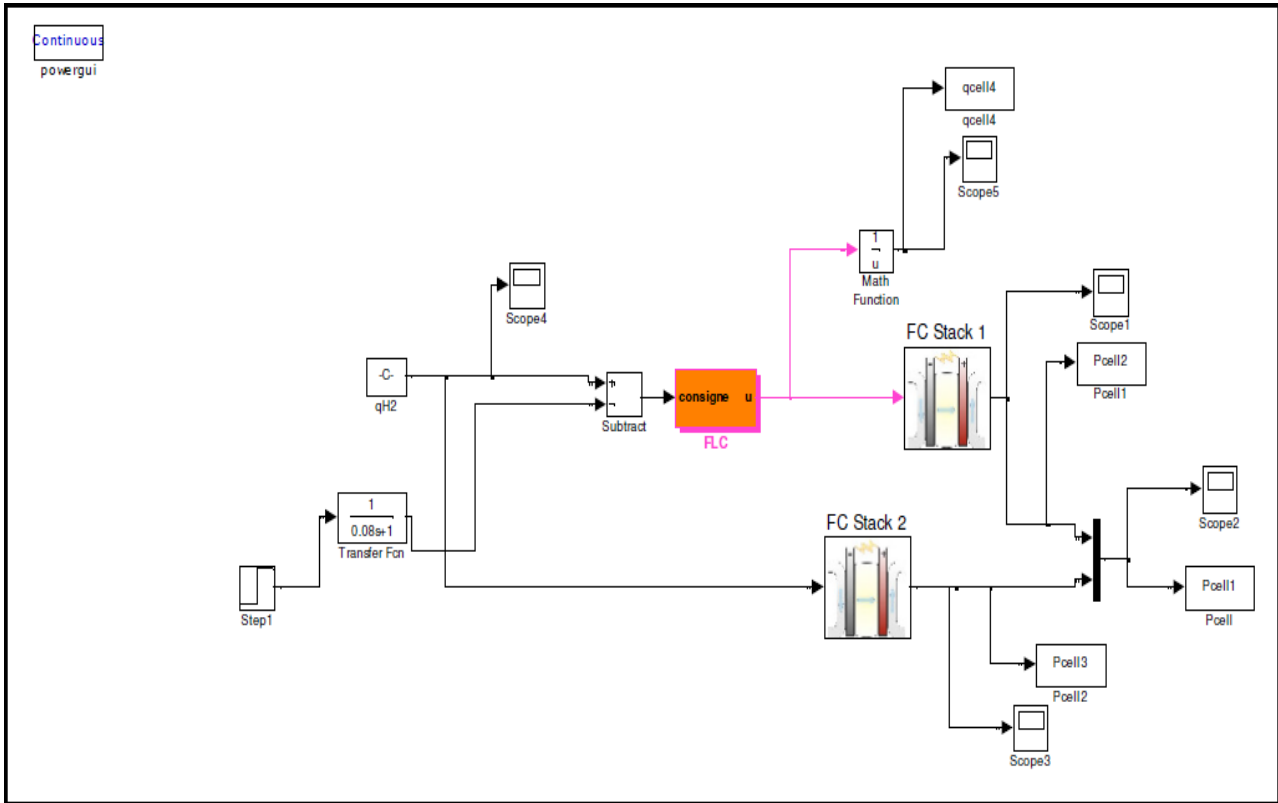 Continuous
powergui
qcell4
qcell4
Scope5
1
u
Math
Function
Scope4
Scope1
FC Stack 1
Pcell2
Pcell1
-C-
qH2
+
-
Subtract
consigne u
FLC
Scope2
1
0.08s+1
Transfer Fcn
FC Stack 2
Step1
Pcell1
Pcell
Pcell3
Pcell2
Scope3